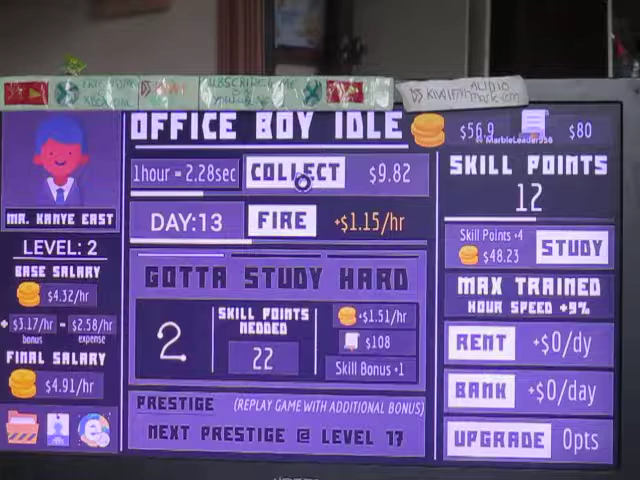 SUBSCRIBE
OFFICE BOY IDLE
$56.9
MarbleLeader936
$80
1hour = 2.28sec
COLLECT
$9.82
SKILL POINTS
12
MR. KANYE EAST
DAY:13
FIRE
+$1.15/hr
Skill Points +4
$48.23
STUDY
LEVEL: 2
BASE SALARY
$4.32/hr
+ $3.17/hr - $2.58/hr
bonus
expense
FINAL SALARY
$4.91/hr
GOTTA STUDY HARD
2
SKILL POINTS
NEEDED
22
+$1.51/hr
$108
Skill Bonus +1
MAX TRAINED
HOUR SPEED +9%
RENT
+$0/dy
BANK
+$0/day
UPGRADE
0pts
PRESTIGE
(REPLAY GAME WITH ADDITIONAL BONUS)
NEXT PRESTIGE @ LEVEL 17